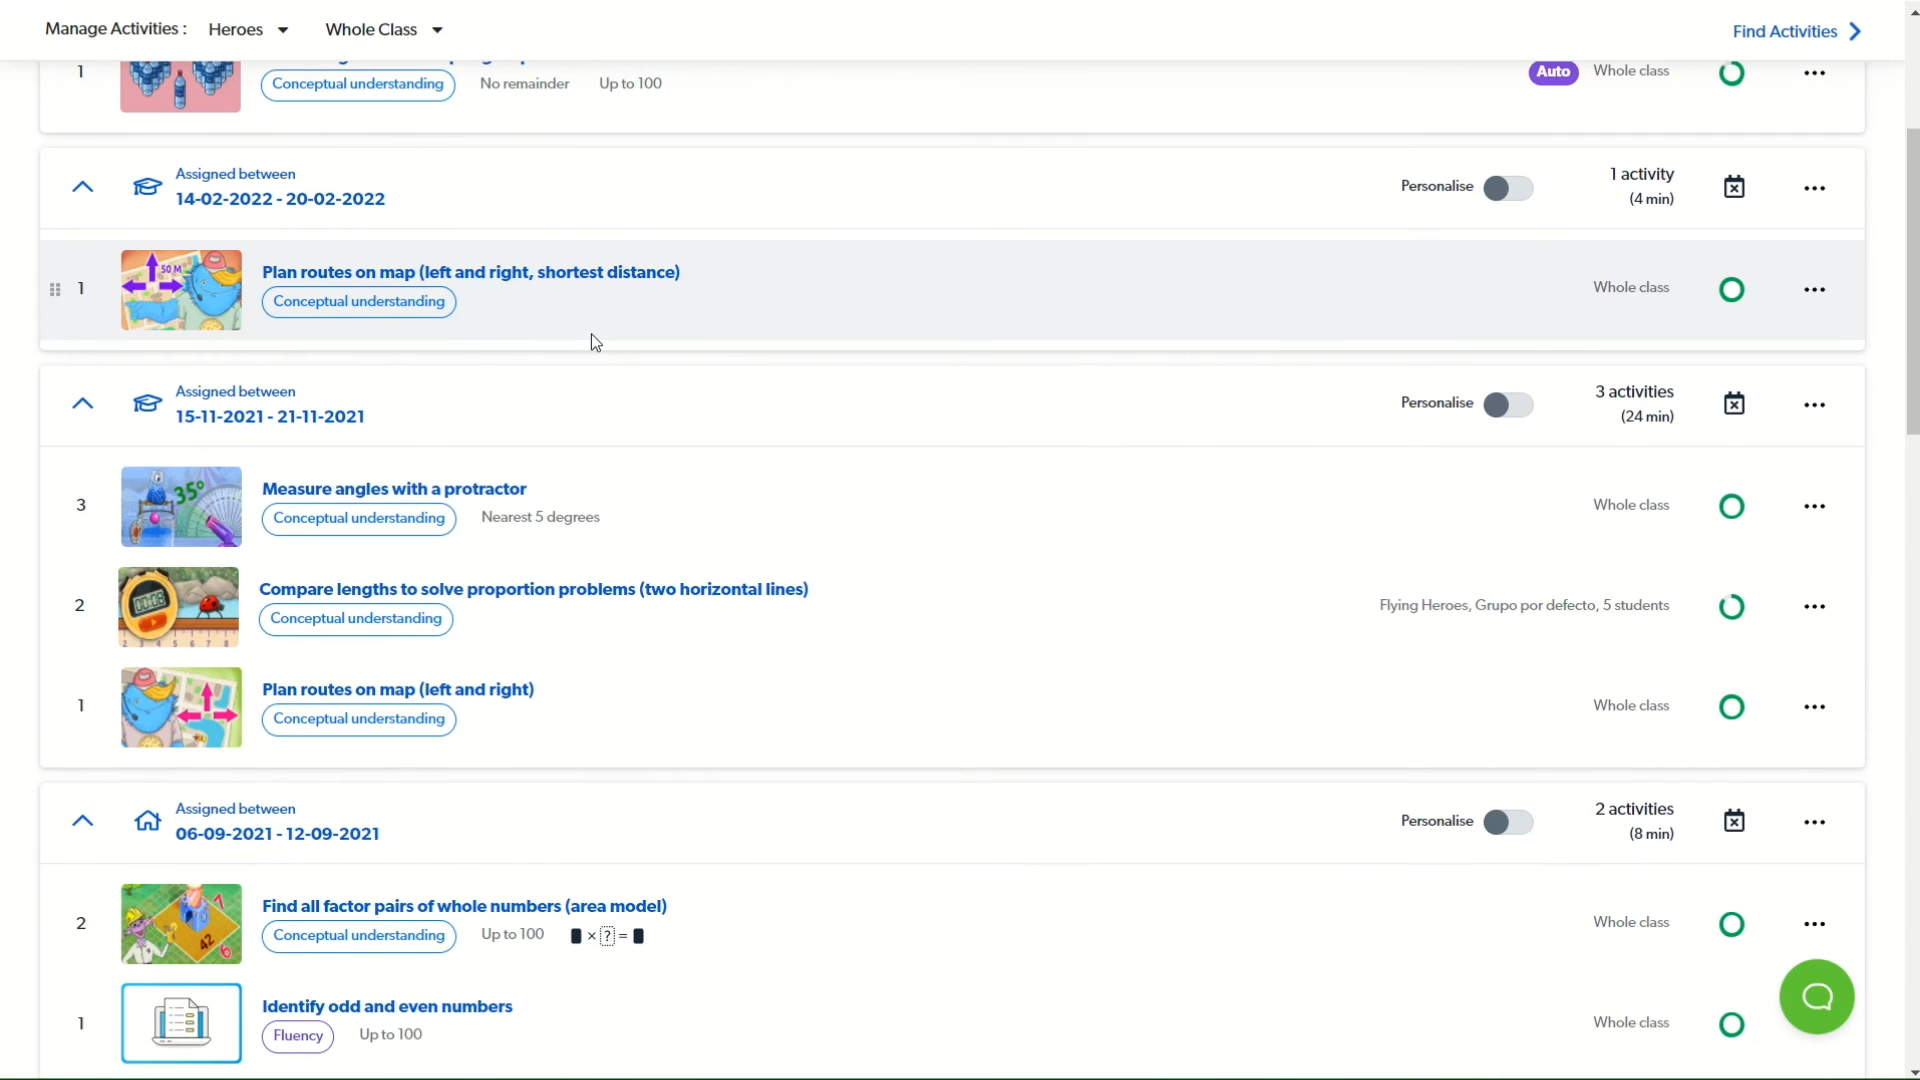 Manage Activities : Heroes Whole Class Find Activities
1 Conceptual understanding No remainder Up to 100 Auto Whole class
Assigned between
14-02-2022 - 20-02-2022
Personalise
1 activity
(4 min)
1
50 M
Plan routes on map (left and right, shortest distance)
Conceptual understanding
Whole class
Assigned between
15-11-2021 - 21-11-2021
Personalise
3 activities
(24 min)
3
35°
Measure angles with a protractor
Conceptual understanding Nearest 5 degrees
Whole class
2
Compare lengths to solve proportion problems (two horizontal lines)
Conceptual understanding
Flying Heroes, Grupo por defecto, 5 students
1
Plan routes on map (left and right)
Conceptual understanding
Whole class
Assigned between
06-09-2021 - 12-09-2021
Personalise
2 activities
(8 min)
2
7
42
6
Find all factor pairs of whole numbers (area model)
Conceptual understanding Up to 100 ■ × ? = ■
Whole class
1
Identify odd and even numbers
Fluency Up to 100
Whole class